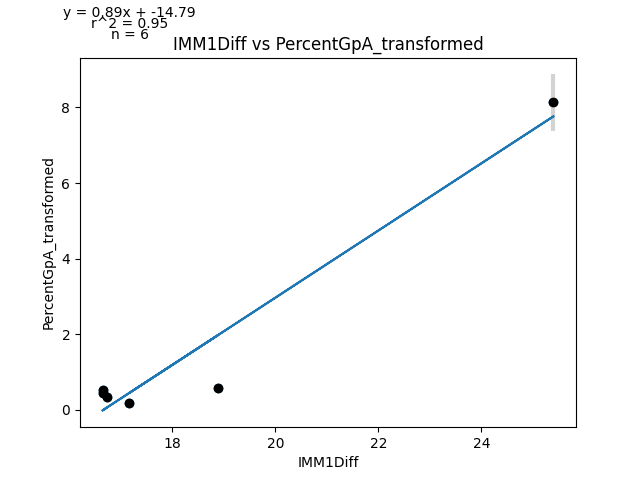 y = 0.89x + -14.79
r^2 = 0.95
n = 6
IMM1Diff vs PercentGpA_transformed
PercentGpA_transformed
8
6
4
2
0
18 20 22 24
IMM1Diff